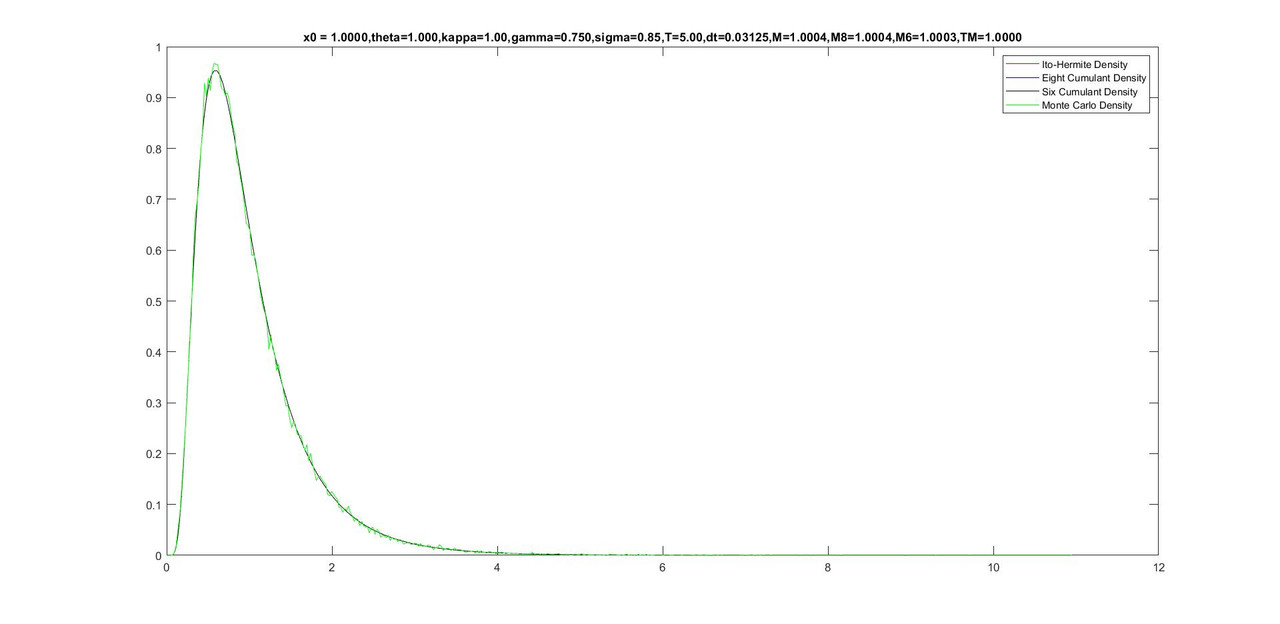 x0 = 1.0000,theta=1.000,kappa=1.00,gamma=0.750,sigma=0.85,T=5.00,dt=0.03125,M=1.0004,M8=1.0004,M6=1.0003,TM=1.0000
Ito-Hermite Density
Eight Cumulant Density
Six Cumulant Density
Monte Carlo Density
1
0.9
0.8
0.7
0.6
0.5
0.4
0.3
0.2
0.1
0
0 2 4 6 8 10 12